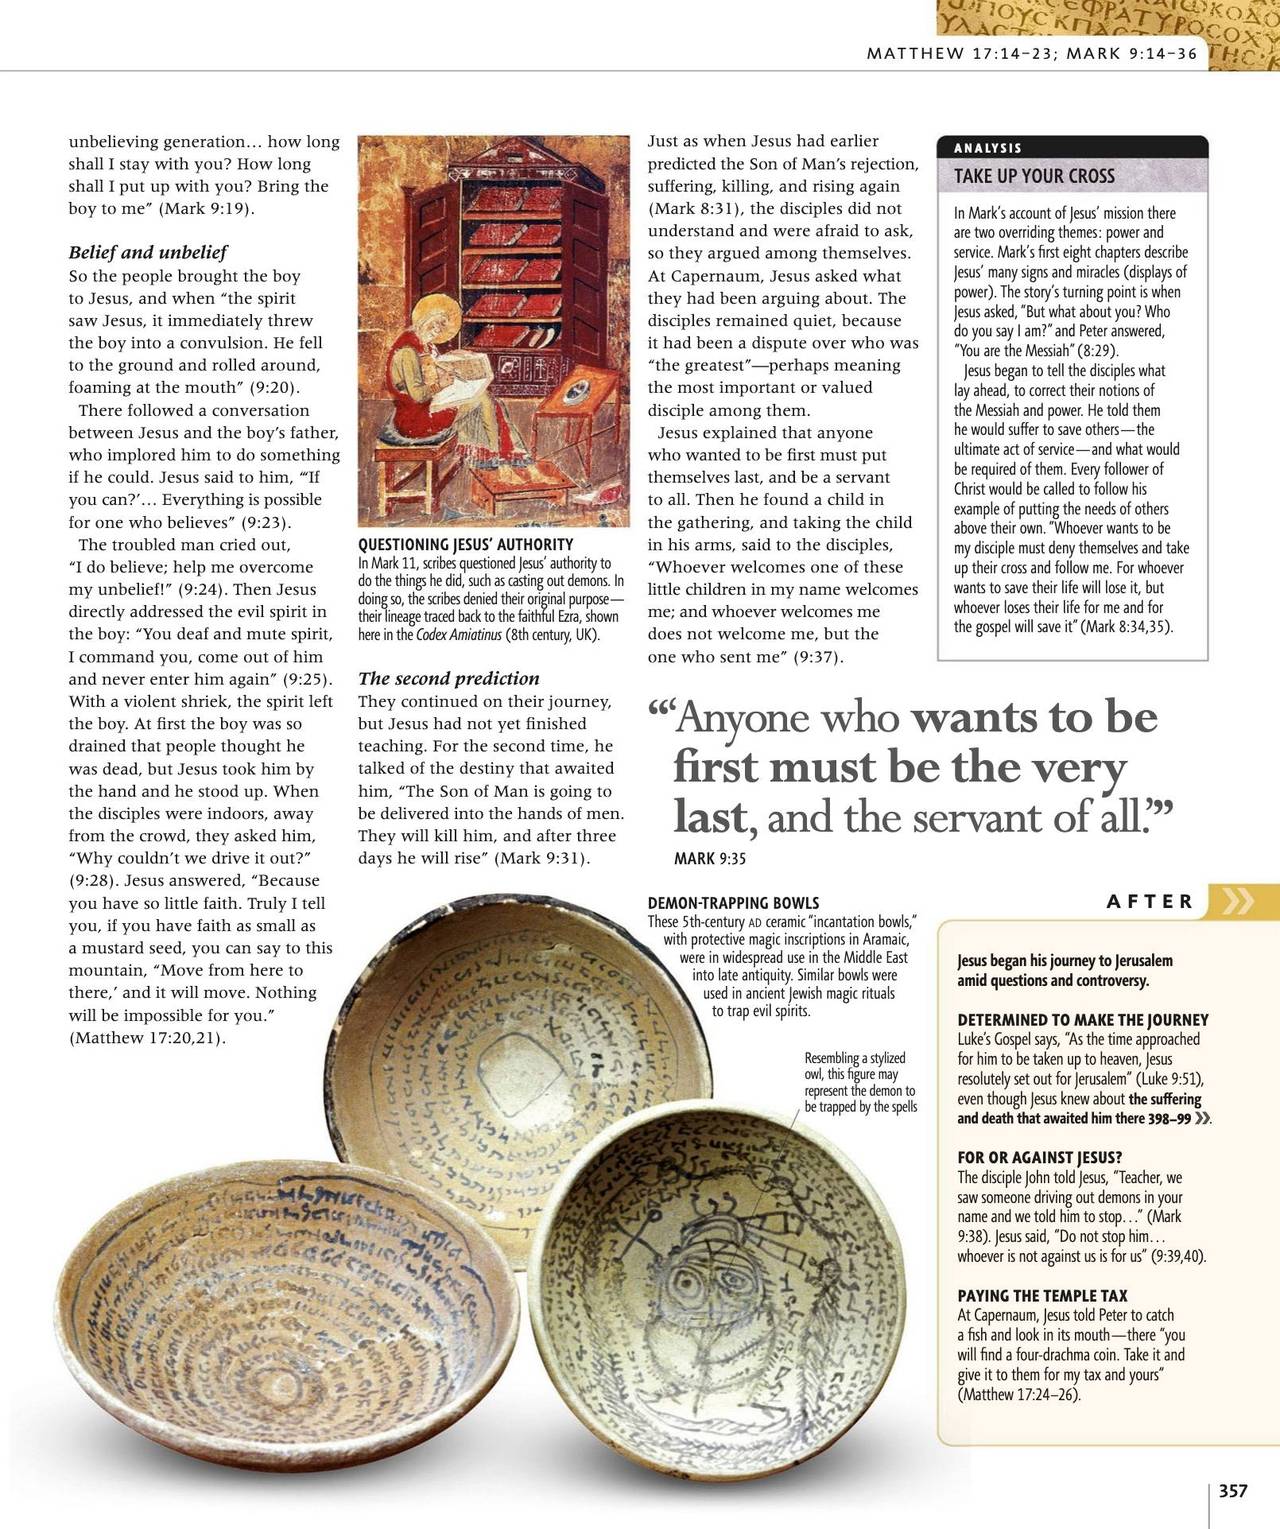 MATTHEW 17:14–23; MARK 9:14–36
unbelieving generation… how long
shall I stay with you? How long
shall I put up with you? Bring the
boy to me” (Mark 9:19).
Belief and unbelief
So the people brought the boy
to Jesus, and when “the spirit
saw Jesus, it immediately threw
the boy into a convulsion. He fell
to the ground and rolled around,
foaming at the mouth” (9:20).
There followed a conversation
between Jesus and the boy’s father,
who implored him to do something
if he could. Jesus said to him, “‘If
you can?’… Everything is possible
for one who believes” (9:23).
The troubled man cried out,
“I do believe; help me overcome
my unbelief!” (9:24). Then Jesus
directly addressed the evil spirit in
the boy: “You deaf and mute spirit,
I command you, come out of him
and never enter him again” (9:25).
With a violent shriek, the spirit left
the boy. At first the boy was so
drained that people thought he
was dead, but Jesus took him by
the hand and he stood up. When
the disciples were indoors, away
from the crowd, they asked him,
“Why couldn’t we drive it out?”
(9:28). Jesus answered, “Because
you have so little faith. Truly I tell
you, if you have faith as small as
a mustard seed, you can say to this
mountain, “Move from here to
there,’ and it will move. Nothing
will be impossible for you.”
(Matthew 17:20,21).
QUESTIONING JESUS’ AUTHORITY
In Mark 11, scribes questioned Jesus’ authority to
do the things he did, such as casting out demons. In
doing so, the scribes denied their original purpose—
their lineage traced back to the faithful Ezra, shown
here in the Codex Amiatinus (8th century, UK).
The second prediction
They continued on their journey,
but Jesus had not yet finished
teaching. For the second time, he
talked of the destiny that awaited
him, “The Son of Man is going to
be delivered into the hands of men.
They will kill him, and after three
days he will rise” (Mark 9:31).
Just as when Jesus had earlier
predicted the Son of Man’s rejection,
suffering, killing, and rising again
(Mark 8:31), the disciples did not
understand and were afraid to ask,
so they argued among themselves.
At Capernaum, Jesus asked what
they had been arguing about. The
disciples remained quiet, because
it had been a dispute over who was
“the greatest”—perhaps meaning
the most important or valued
disciple among them.
Jesus explained that anyone
who wanted to be first must put
themselves last, and be a servant
to all. Then he found a child in
the gathering, and taking the child
in his arms, said to the disciples,
“Whoever welcomes one of these
little children in my name welcomes
me; and whoever welcomes me
does not welcome me, but the
one who sent me” (9:37).
ANALYSIS
TAKE UP YOUR CROSS
In Mark’s account of Jesus’ mission there
are two overriding themes: power and
service. Mark’s first eight chapters describe
Jesus’ many signs and miracles (displays of
power). The story’s turning point is when
Jesus asked, “But what about you? Who
do you say I am?” and Peter answered,
“You are the Messiah” (8:29).
Jesus began to tell the disciples what
lay ahead, to correct their notions of
the Messiah and power. He told them
he would suffer to save others—the
ultimate act of service—and what would
be required of them. Every follower of
Christ would be called to follow his
example of putting the needs of others
above their own. “Whoever wants to be
my disciple must deny themselves and take
up their cross and follow me. For whoever
wants to save their life will lose it, but
whoever loses their life for me and for
the gospel will save it” (Mark 8:34,35).
“‘Anyone who wants to be
first must be the very
last, and the servant of all.’”
MARK 9:35
DEMON-TRAPPING BOWLS
These 5th-century AD ceramic “incantation bowls,”
with protective magic inscriptions in Aramaic,
were in widespread use in the Middle East
into late antiquity. Similar bowls were
used in ancient Jewish magic rituals
to trap evil spirits.
Resembling a stylized
owl, this figure may
represent the demon to
be trapped by the spells
AFTER
Jesus began his journey to Jerusalem
amid questions and controversy.
DETERMINED TO MAKE THE JOURNEY
Luke’s Gospel says, “As the time approached
for him to be taken up to heaven, Jesus
resolutely set out for Jerusalem” (Luke 9:51),
even though Jesus knew about the suffering
and death that awaited him there 398–99 ».
FOR OR AGAINST JESUS?
The disciple John told Jesus, “Teacher, we
saw someone driving out demons in your
name and we told him to stop…” (Mark
9:38). Jesus said, “Do not stop him…
whoever is not against us is for us” (9:39,40).
PAYING THE TEMPLE TAX
At Capernaum, Jesus told Peter to catch
a fish and look in its mouth—there “you
will find a four-drachma coin. Take it and
give it to them for my tax and yours”
(Matthew 17:24–26).
357